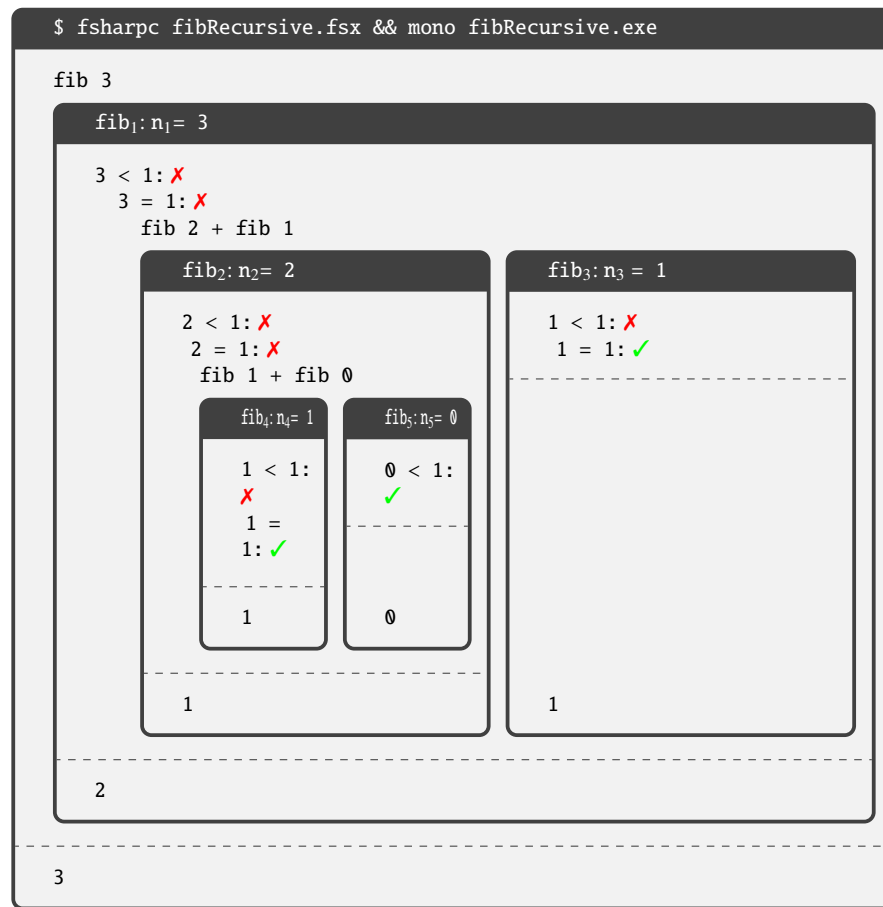 $ fsharpc fibRecursive.fsx && mono fibRecursive.exe
fib 3
fib₁: n₁= 3
3 < 1: ✗
3 = 1: ✗
fib 2 + fib 1
fib₂: n₂= 2
2 < 1: ✗
2 = 1: ✗
fib 1 + fib 0
fib₄: n₄= 1
1 < 1:
✗
1 =
1: ✓
1
fib₅: n₅= 0
0 < 1:
✓
0
1
fib₃: n₃ = 1
1 < 1: ✗
1 = 1: ✓
1
2
3